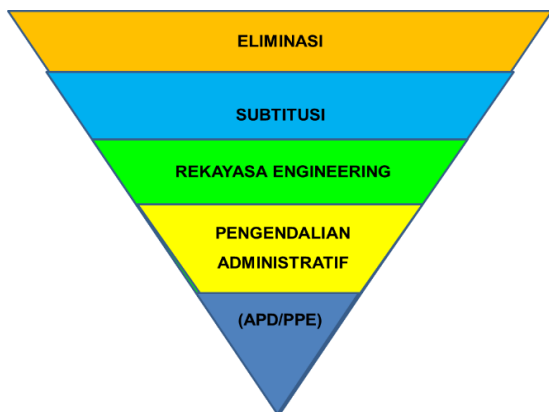 ELIMINASI
SUBTITUSI
REKAYASA ENGINEERING
PENGENDALIAN
ADMINISTRATIF
(APD/PPE)